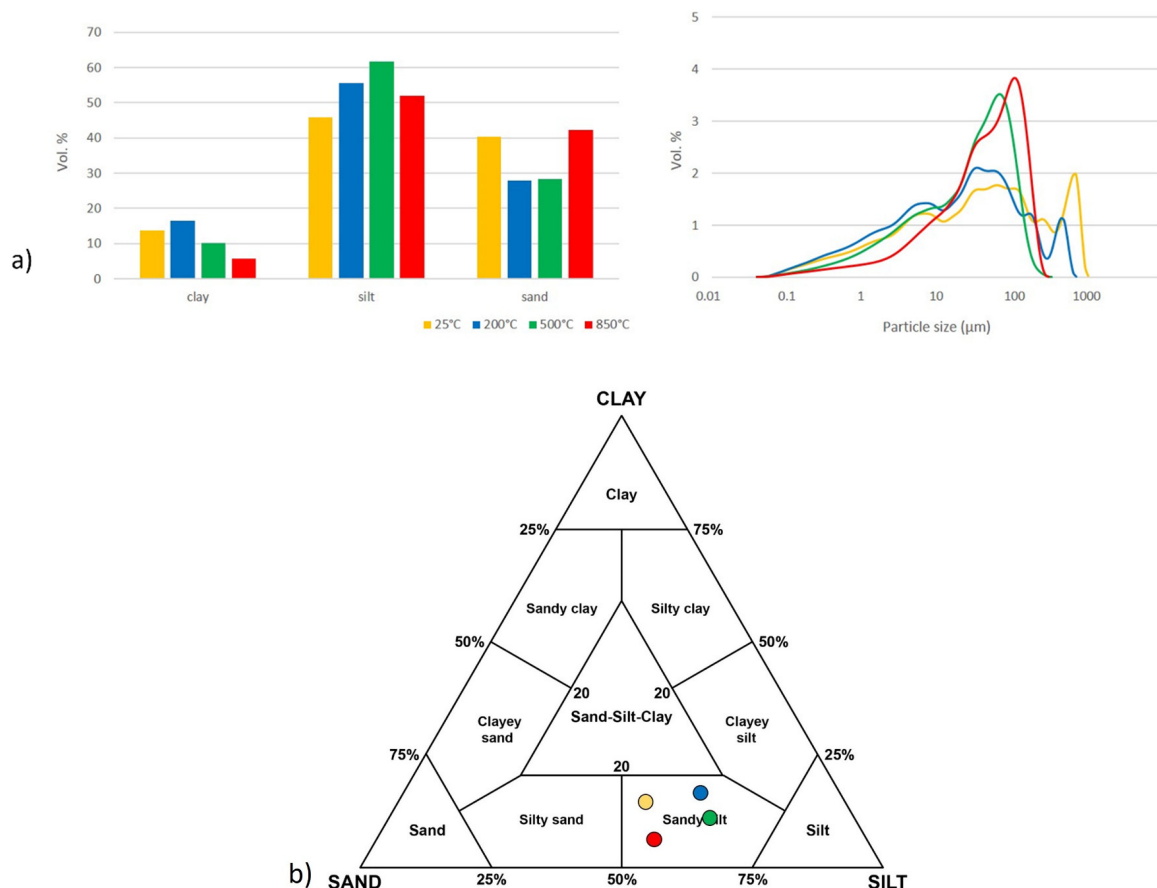 70
60
50
40
30
20
10
0
Vol. %
clay silt sand
25°C 200°C 500°C 850°C
a)
5
4
3
2
1
0
Vol. %
0.01 0.1 1 10 100 1000
Particle size (µm)
CLAY
Clay
25% 75%
Sandy clay Silty clay
50% 50%
20 20
Sand-Silt-Clay
Clayey
sand
Clayey
silt
75% 25%
20
Sand Silty sand Sandy silt Silt
b) SAND 25% 50% 75% SILT